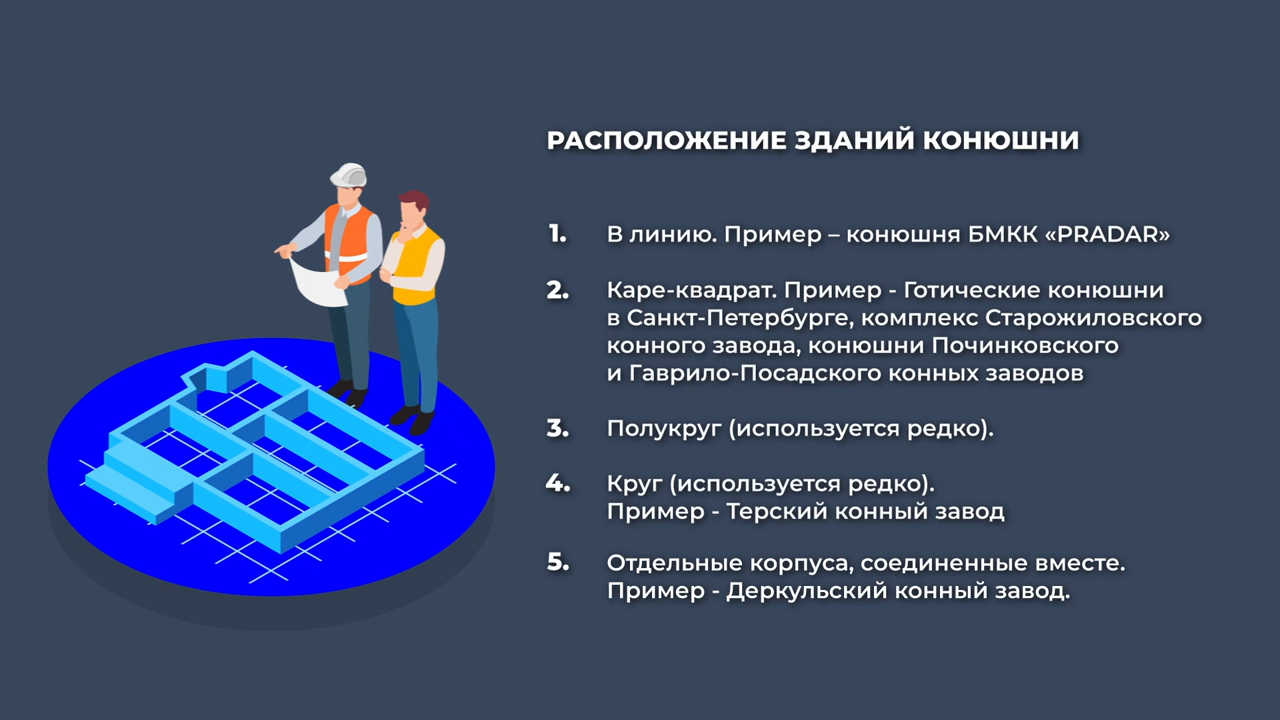 РАСПОЛОЖЕНИЕ ЗДАНИЙ КОНЮШНИ
1. В линию. Пример – конюшня БМКК «PRADAR»
2. Каре-квадрат. Пример - Готические конюшни
в Санкт-Петербурге, комплекс Старожиловского
конного завода, конюшни Починковского
и Гаврило-Посадского конных заводов
3. Полукруг (используется редко).
4. Круг (используется редко).
Пример - Терский конный завод
5. Отдельные корпуса, соединенные вместе.
Пример - Деркульский конный завод.